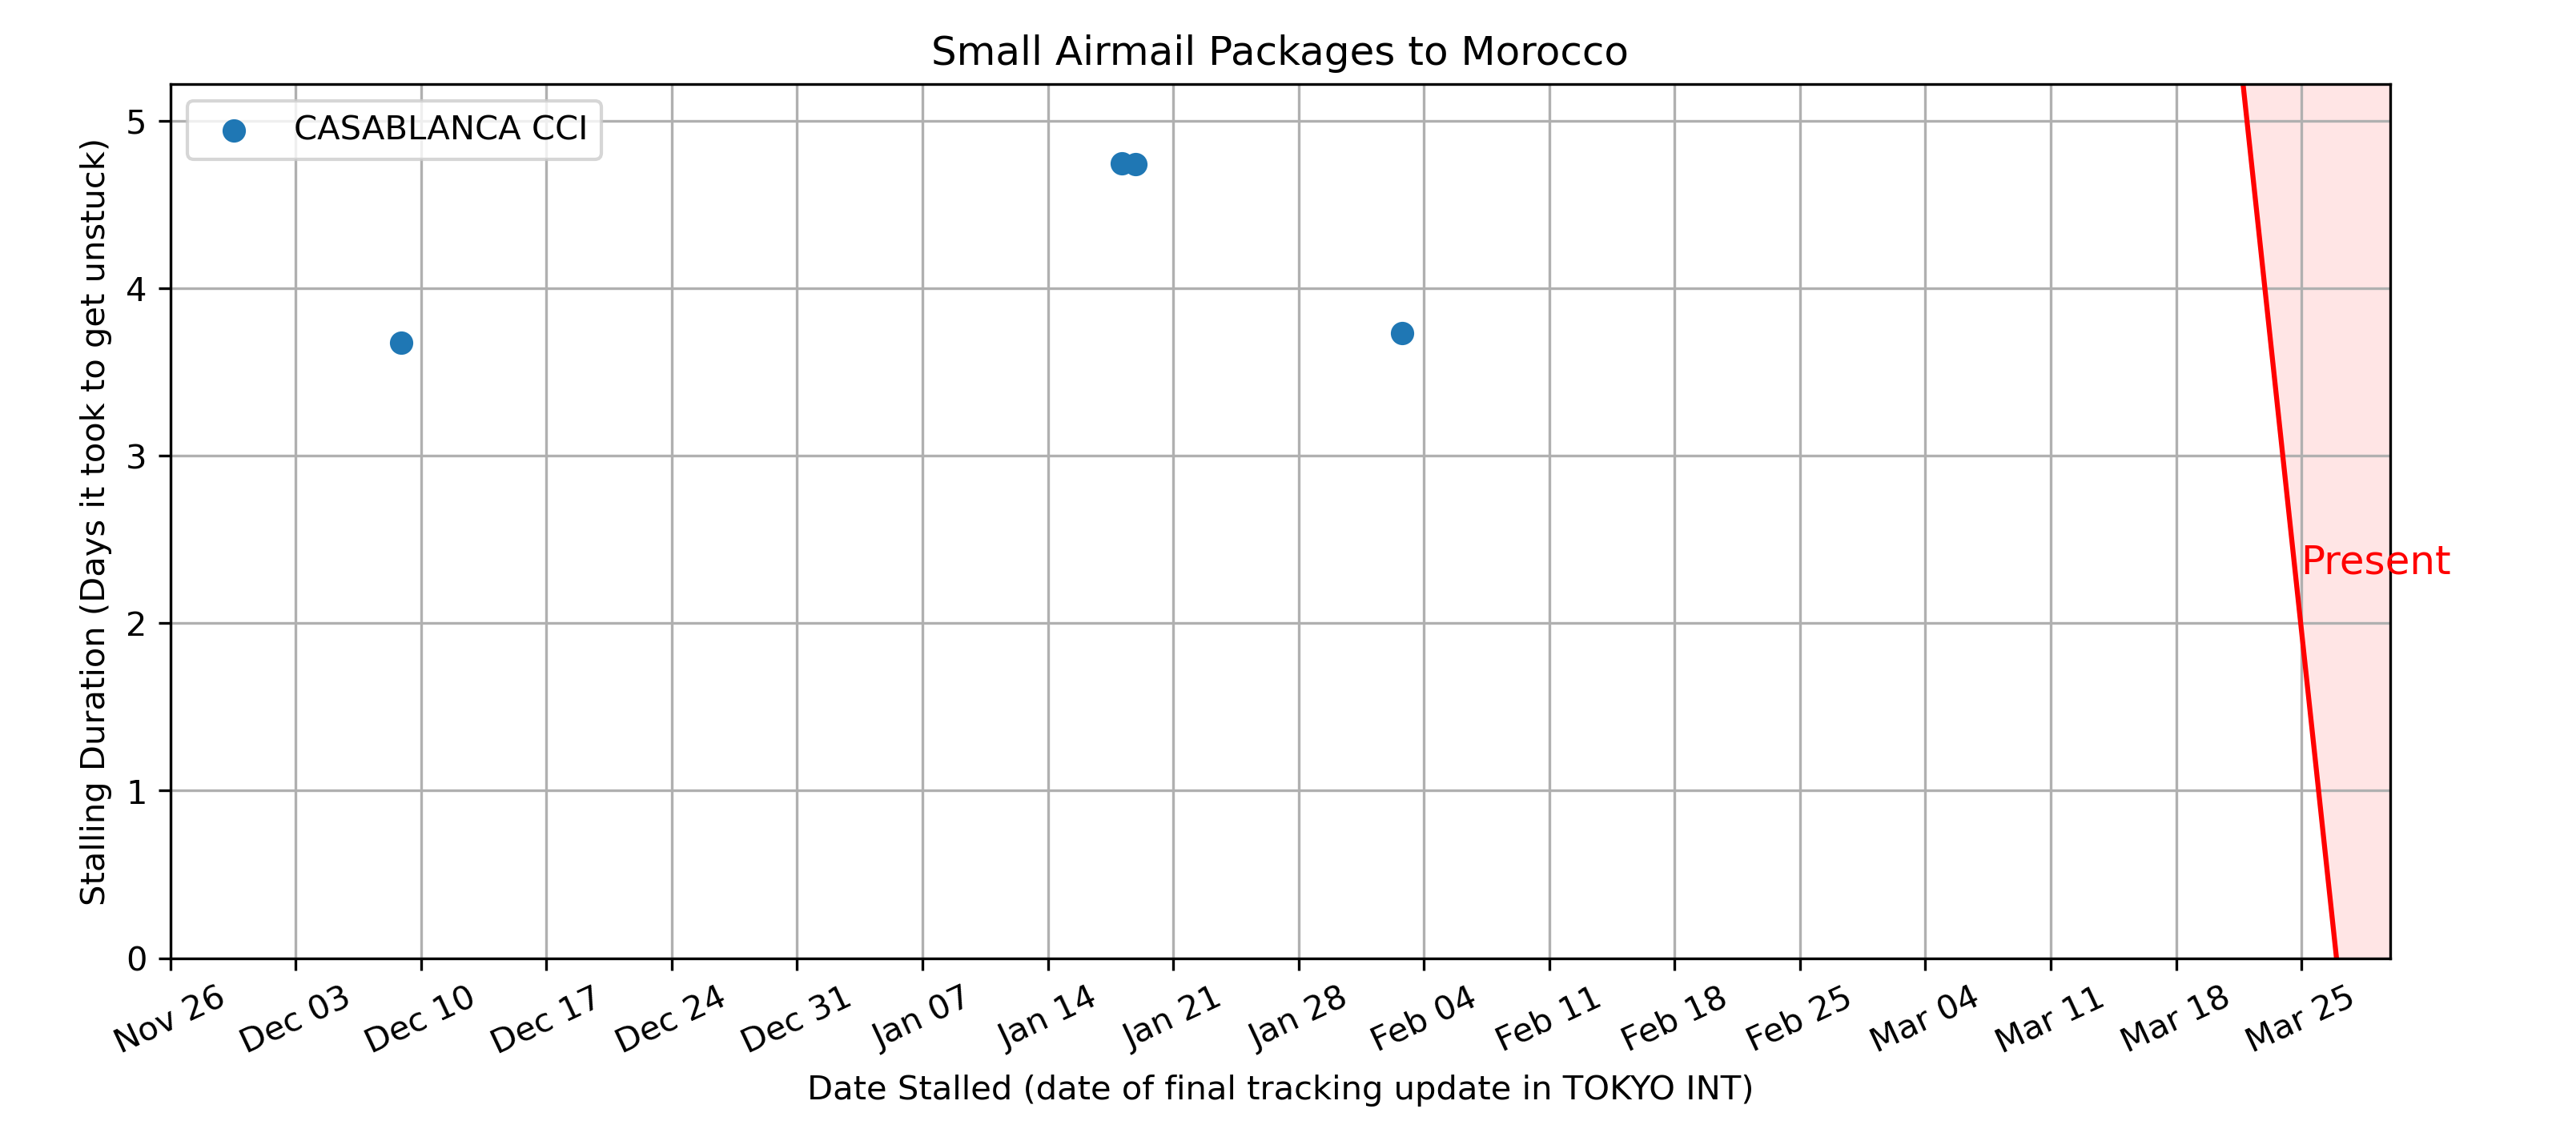 Small Airmail Packages to Morocco
CASABLANCA CCI
Stalling Duration (Days it took to get unstuck)
5
4
3
2
1
0
Present
Nov 26
Dec 03
Dec 10
Dec 17
Dec 24
Dec 31
Jan 07
Jan 14
Jan 21
Jan 28
Feb 04
Feb 11
Feb 18
Feb 25
Mar 04
Mar 11
Mar 18
Mar 25
Date Stalled (date of final tracking update in TOKYO INT)